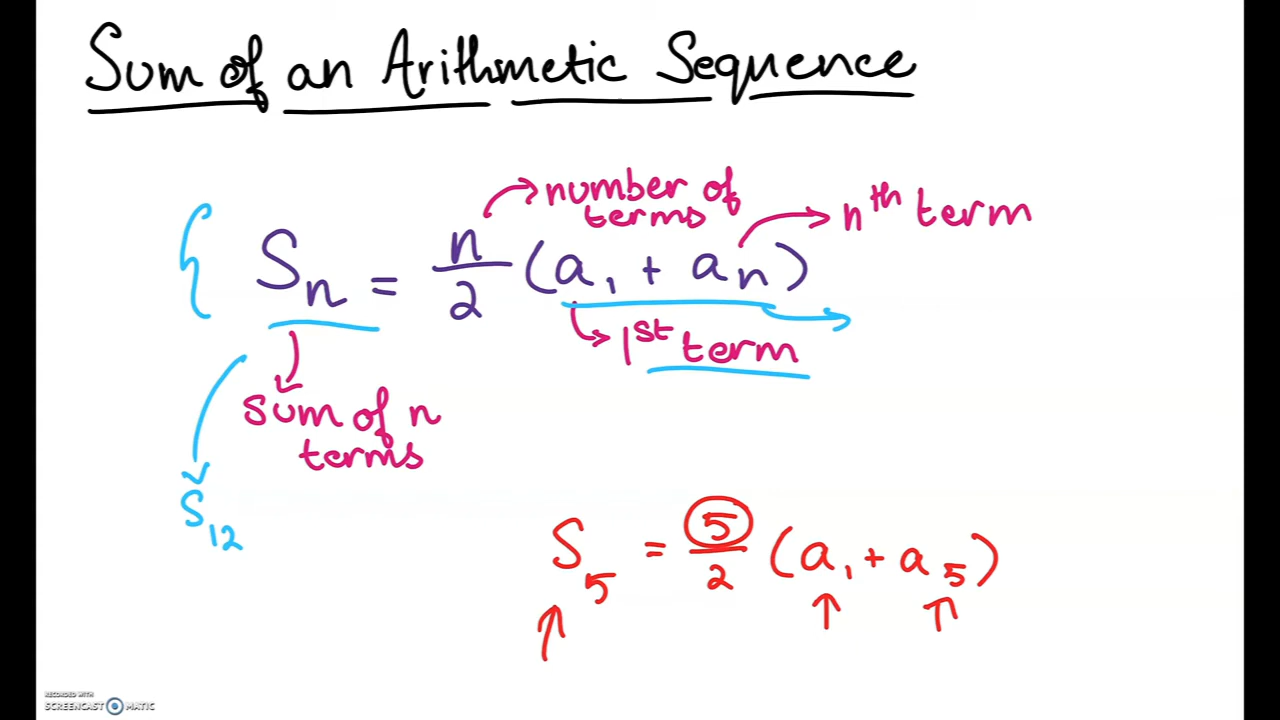 Sum of an Arithmetic Sequence
number of
terms
nth term
Sn = n/2 (a1 + an)
1st term
sum of n
terms
S12
S5 = 5/2 (a1 + a5)
RECORDED WITH
SCREENCAST MATIC